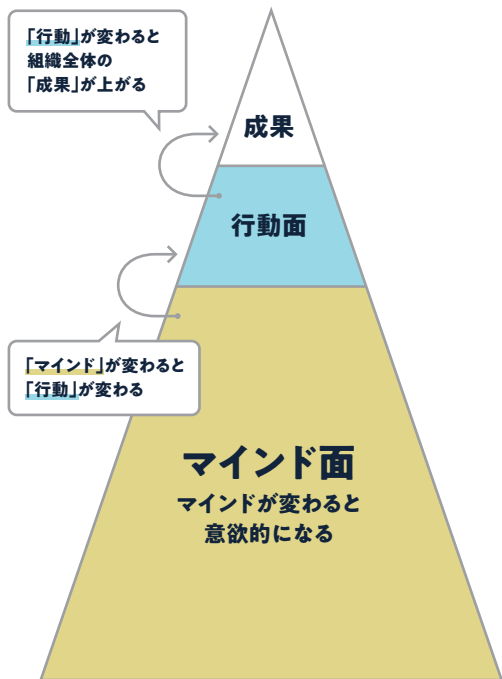 「行動」が変わると
組織全体の
「成果」が上がる
成果
行動面
「マインド」が変わると
「行動」が変わる
マインド面
マインドが変わると
意欲的になる